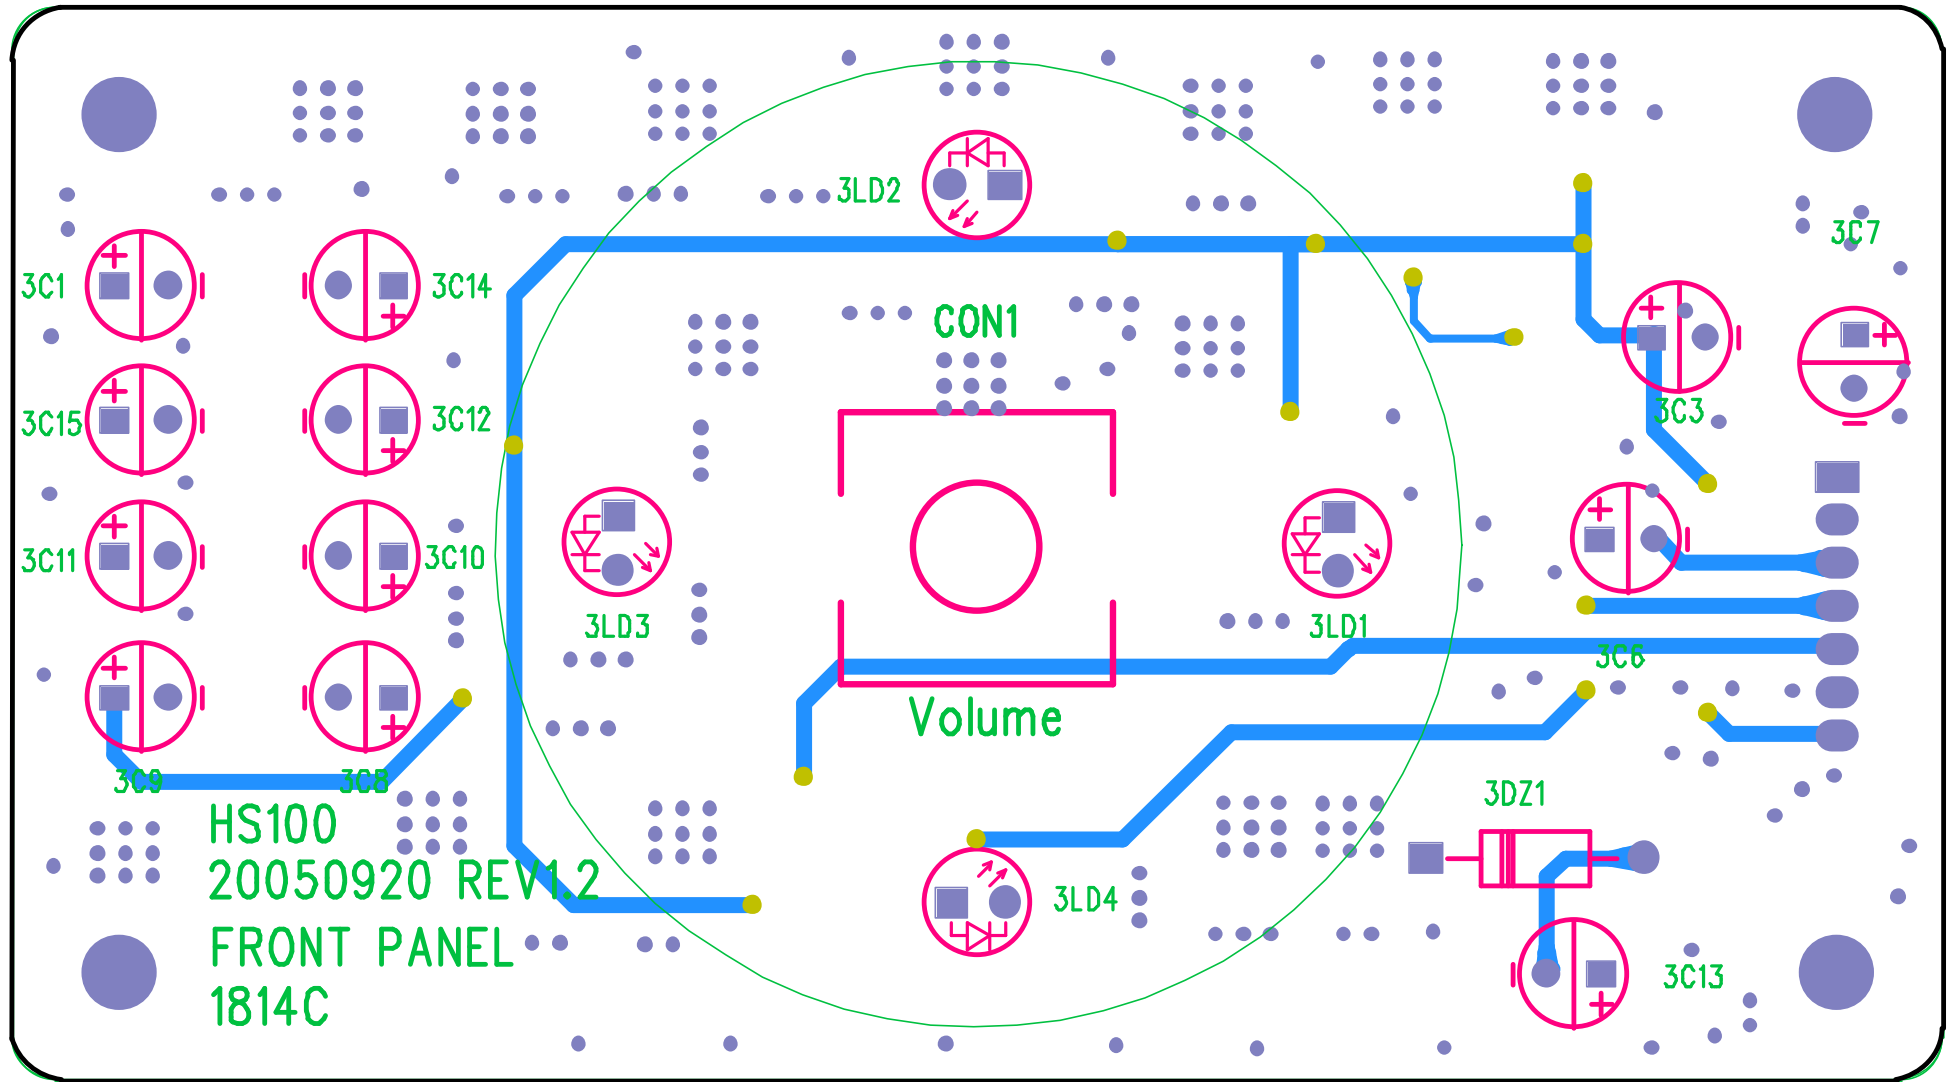 3LD2
3C7
3C1
3C14
CON1
3C3
3C15
3C12
3C11
3C10
3LD3
3LD1
3C6
Volume
3C9
3C8
3DZ1
HS100
20050920 REV1.2
3LD4
FRONT PANEL
3C13
1814C